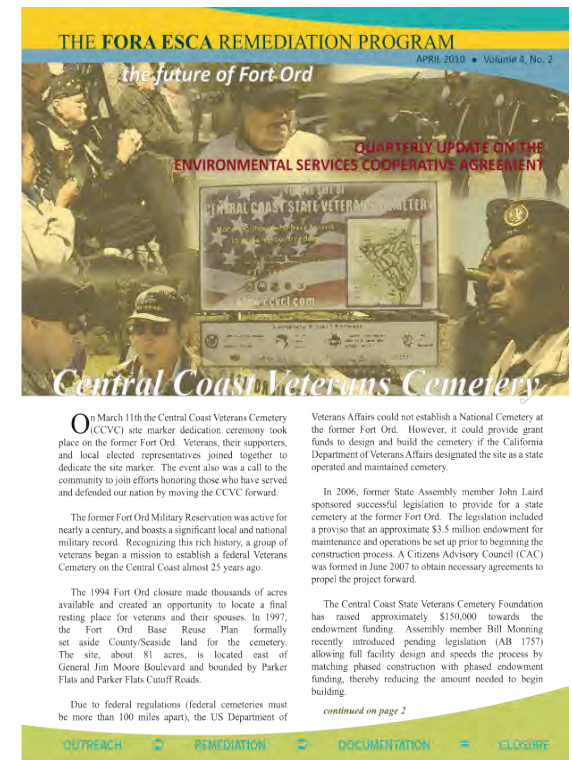 THE FORA ESCA REMEDIATION PROGRAM
APRIL 2010 • Volume 4, No. 2
the future of Fort Ord
QUARTERLY UPDATE ON THE
ENVIRONMENTAL SERVICES COOPERATIVE AGREEMENT
CENTRAL COAST STATE VETERANS CEMETERY
www.ccvcf.com
Central Coast Veterans Cemetery
On March 11th the Central Coast Veterans Cemetery
(CCVC) site marker dedication ceremony took
place on the former Fort Ord. Veterans, their supporters,
and local elected representatives joined together to
dedicate the site marker. The event also was a call to the
community to join efforts honoring those who have served
and defended our nation by moving the CCVC forward.
The former Fort Ord Military Reservation was active for
nearly a century, and boasts a significant local and national
military record. Recognizing this rich history, a group of
veterans began a mission to establish a federal Veterans
Cemetery on the Central Coast almost 25 years ago.
The 1994 Fort Ord closure made thousands of acres
available and created an opportunity to locate a final
resting place for veterans and their spouses. In 1997,
the Fort Ord Base Reuse Plan formally
set aside County/Seaside land for the cemetery.
The site, about 81 acres, is located east of
General Jim Moore Boulevard and bounded by Parker
Flats and Parker Flats Cutoff Roads.
Due to federal regulations (federal cemeteries must
be more than 100 miles apart), the US Department of
Veterans Affairs could not establish a National Cemetery at
the former Fort Ord. However, it could provide grant
funds to design and build the cemetery if the California
Department of Veterans Affairs designated the site as a state
operated and maintained cemetery.
In 2006, former State Assembly member John Laird
sponsored successful legislation to provide for a state
cemetery at the former Fort Ord. The legislation included
a proviso that an approximate $3.5 million endowment for
maintenance and operations be set up prior to beginning the
construction process. A Citizens Advisory Council (CAC)
was formed in June 2007 to obtain necessary agreements to
propel the project forward.
The Central Coast State Veterans Cemetery Foundation
has raised approximately $150,000 towards the
endowment funding. Assembly member Bill Monning
recently introduced pending legislation (AB 1757)
allowing full facility design and speeds the process by
matching phased construction with phased endowment
funding, thereby reducing the amount needed to begin
building.
continued on page 2
OUTREACH ⊃ REMEDIATION ⊃ DOCUMENTATION = CLOSURE